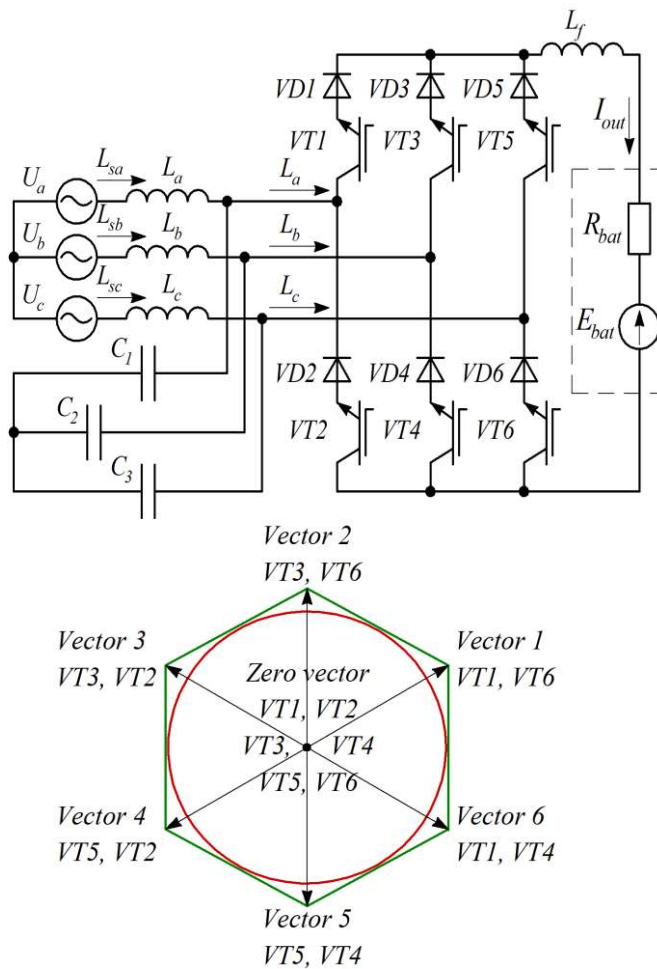 L_f
VD1 VD3 VD5
I_out
VT1 VT3 VT5
L_sa L_a L_a
U_a
L_sb L_b L_b
U_b
R_bat
L_sc L_c L_c
U_c
E_bat
C_1
VD2 VD4 VD6
C_2
VT2 VT4 VT6
C_3
Vector 2
VT3, VT6
Vector 3
VT3, VT2
Vector 1
VT1, VT6
Zero vector
VT1, VT2
VT3, VT4
VT5, VT6
Vector 4
VT5, VT2
Vector 6
VT1, VT4
Vector 5
VT5, VT4